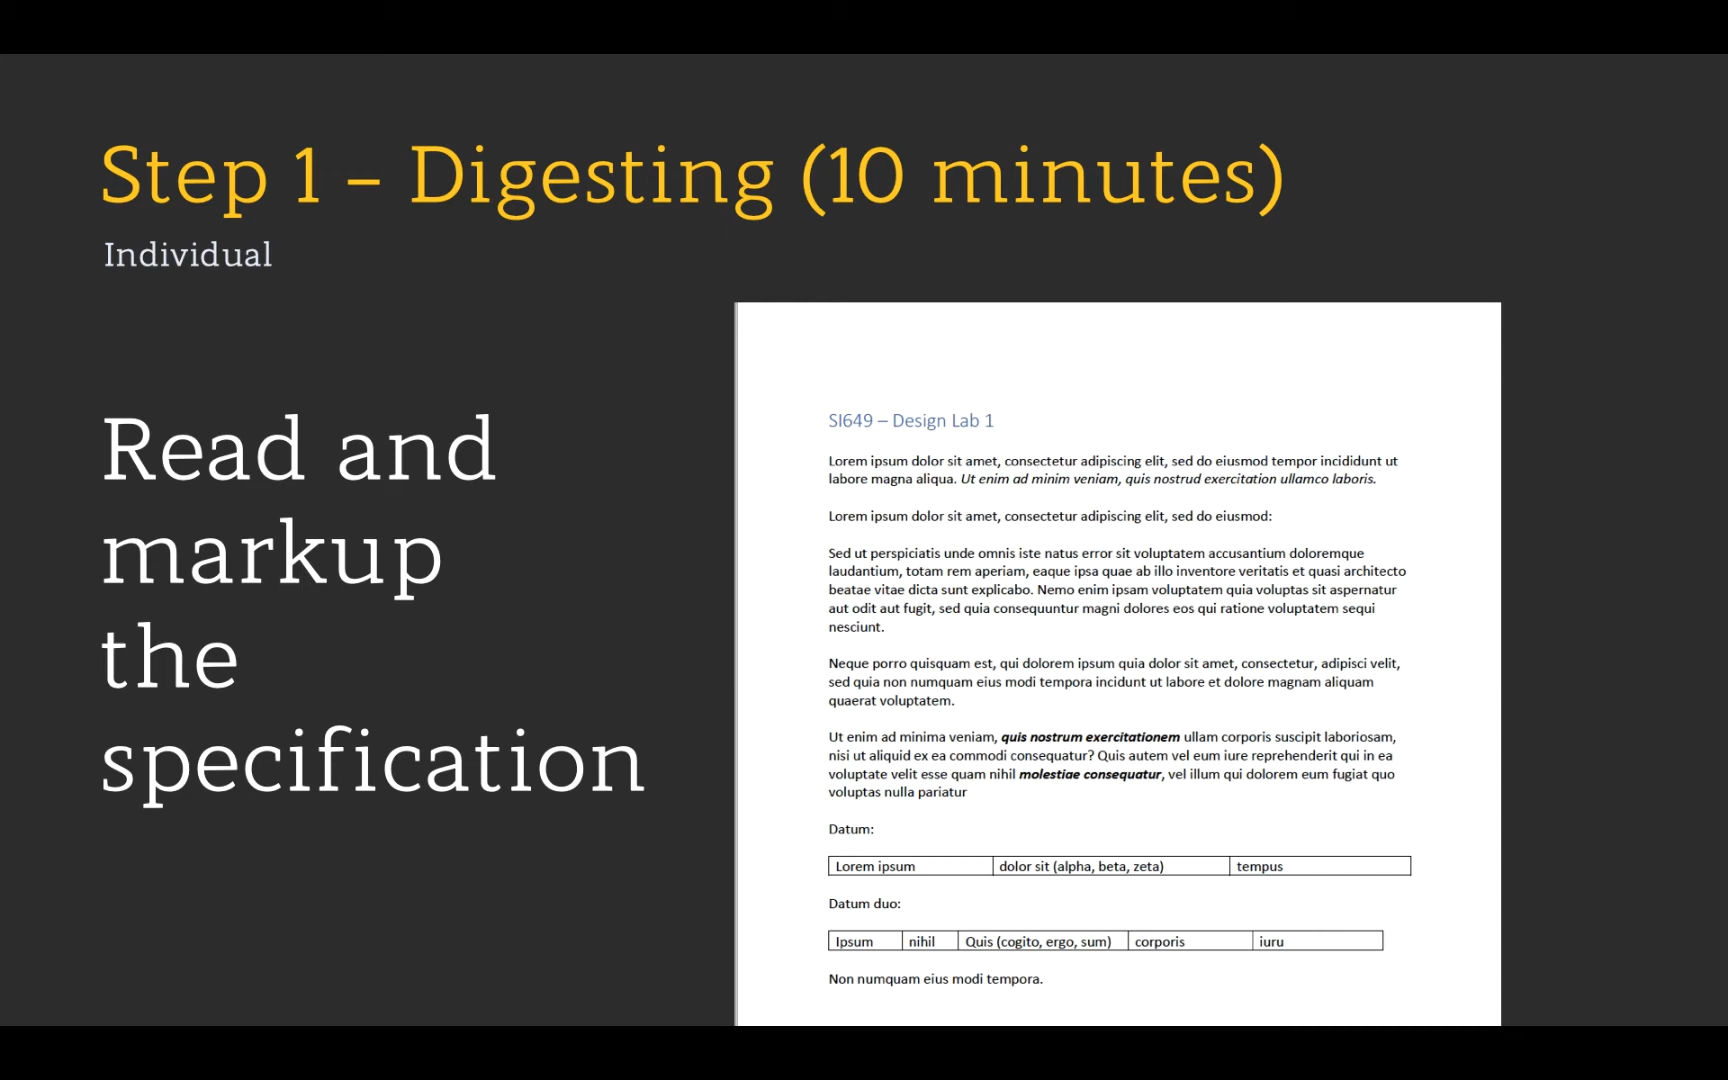 Step 1 – Digesting (10 minutes)
Individual
Read and
markup
the
specification
SI649 – Design Lab 1
Lorem ipsum dolor sit amet, consectetur adipiscing elit, sed do eiusmod tempor incididunt ut
labore magna aliqua. Ut enim ad minim veniam, quis nostrud exercitation ullamco laboris.
Lorem ipsum dolor sit amet, consectetur adipiscing elit, sed do eiusmod:
Sed ut perspiciatis unde omnis iste natus error sit voluptatem accusantium doloremque
laudantium, totam rem aperiam, eaque ipsa quae ab illo inventore veritatis et quasi architecto
beatae vitae dicta sunt explicabo. Nemo enim ipsam voluptatem quia voluptas sit aspernatur
aut odit aut fugit, sed quia consequuntur magni dolores eos qui ratione voluptatem sequi
nesciunt.
Neque porro quisquam est, qui dolorem ipsum quia dolor sit amet, consectetur, adipisci velit,
sed quia non numquam eius modi tempora incidunt ut labore et dolore magnam aliquam
quaerat voluptatem.
Ut enim ad minima veniam, quis nostrum exercitationem ullam corporis suscipit laboriosam,
nisi ut aliquid ex ea commodi consequatur? Quis autem vel eum iure reprehenderit qui in ea
voluptate velit esse quam nihil molestiae consequatur, vel illum qui dolorem eum fugiat quo
voluptas nulla pariatur
Datum:
Lorem ipsum dolor sit (alpha, beta, zeta) tempus
Datum duo:
Ipsum nihil Quis (cogito, ergo, sum) corporis iuru
Non numquam eius modi tempora.